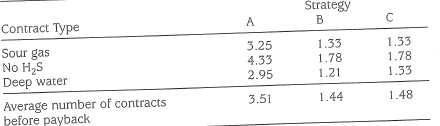 Strategy
Contract Type A B C
Sour gas 3.25 1.33 1.33
No H₂S 4.33 1.78 1.78
Deep water 2.95 1.21 1.33
Average number of contracts 3.51 1.44 1.48
before payback